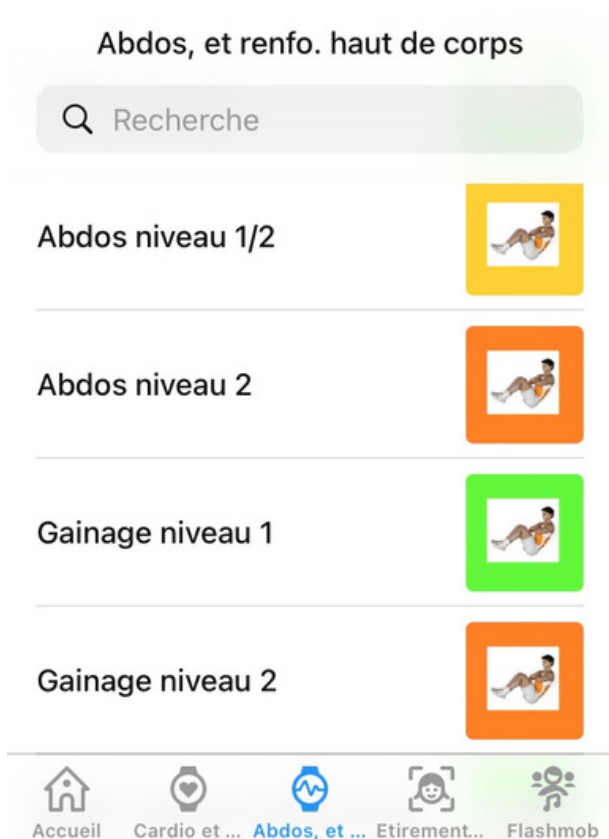 Abdos, et renfo. haut de corps
Recherche
Abdos niveau 1/2
Abdos niveau 2
Gainage niveau 1
Gainage niveau 2
Accueil Cardio et ... Abdos, et ... Etirement... Flashmob